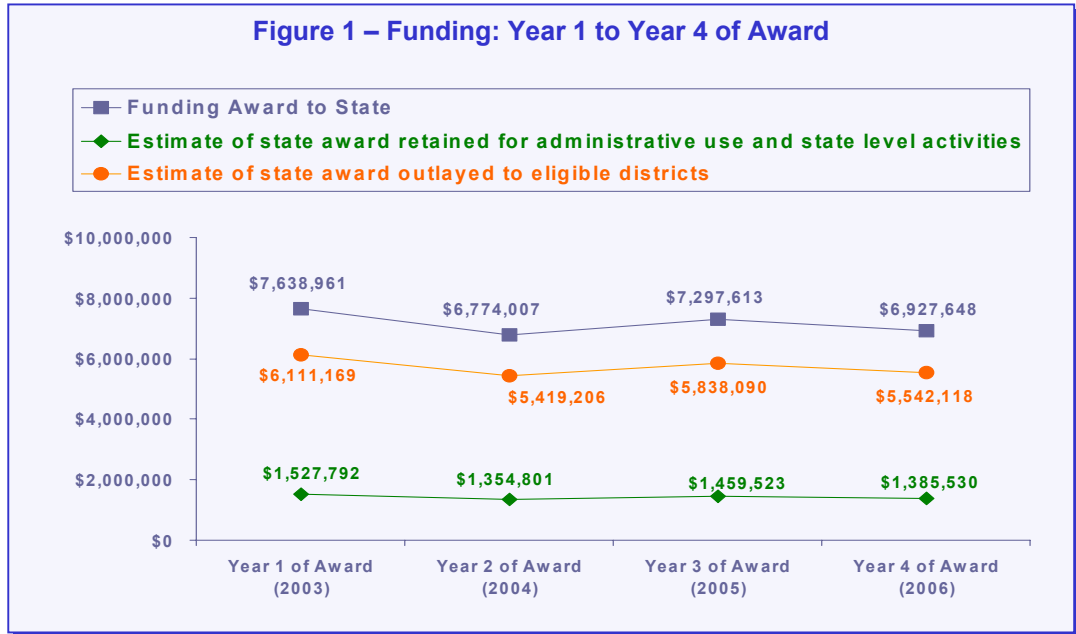 Figure 1 – Funding: Year 1 to Year 4 of Award
Funding Award to State
Estimate of state award retained for administrative use and state level activities
Estimate of state award outlayed to eligible districts
$10,000,000
$8,000,000
$6,000,000
$4,000,000
$2,000,000
$0
$7,638,961
$6,774,007
$7,297,613
$6,927,648
$6,111,169
$5,419,206
$5,838,090
$5,542,118
$1,527,792
$1,354,801
$1,459,523
$1,385,530
Year 1 of Award
(2003)
Year 2 of Award
(2004)
Year 3 of Award
(2005)
Year 4 of Award
(2006)